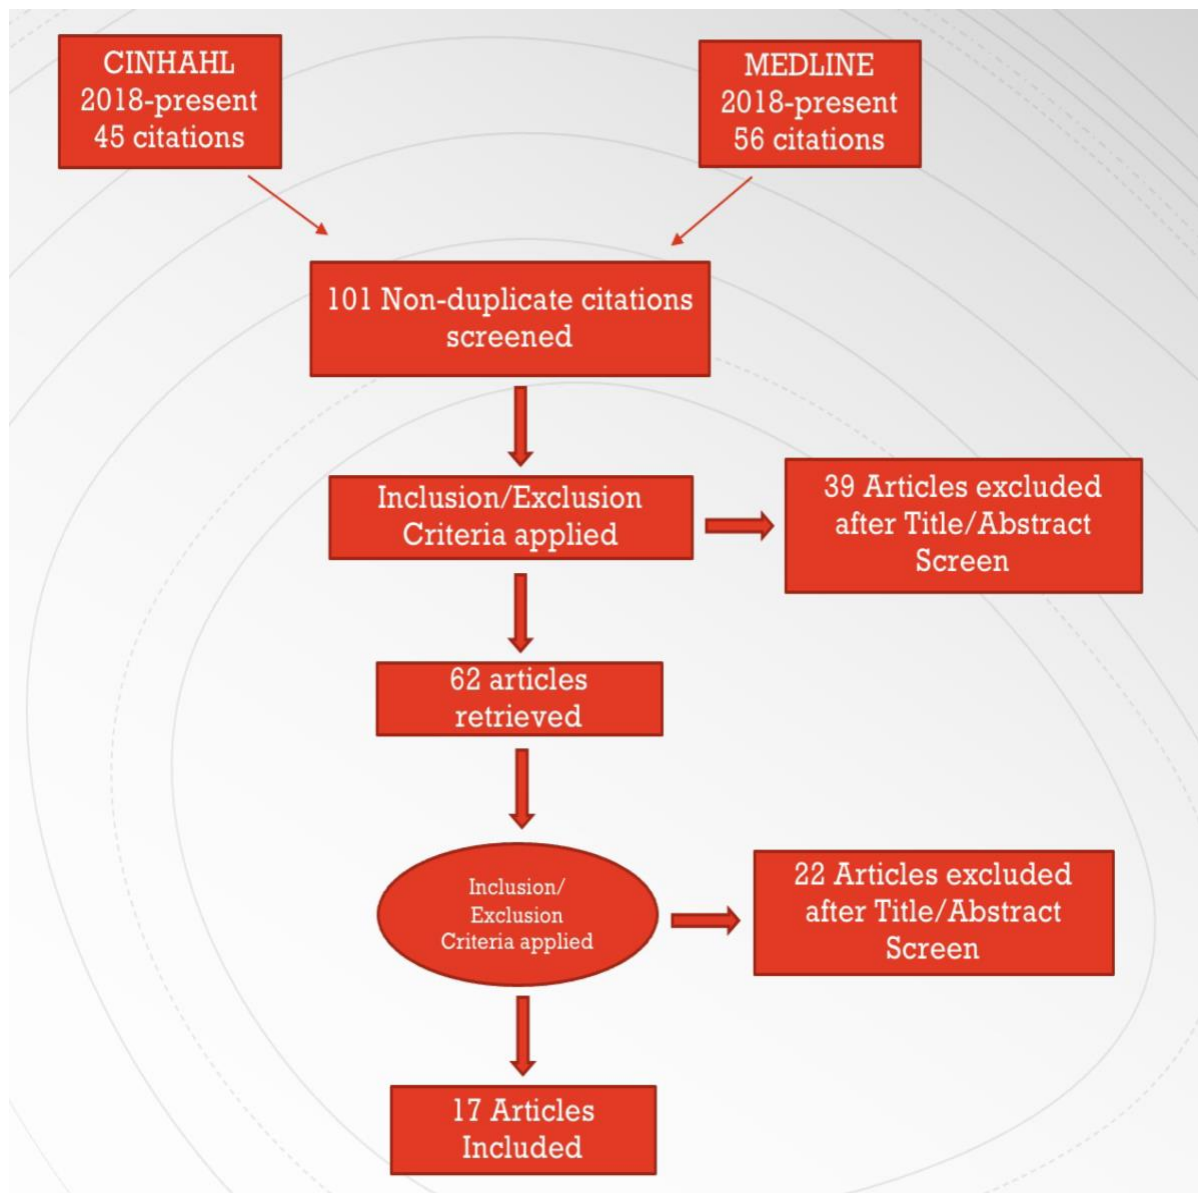 CINHAHL
2018-present
45 citations
MEDLINE
2018-present
56 citations
101 Non-duplicate citations
screened
Inclusion/Exclusion
Criteria applied
39 Articles excluded
after Title/Abstract
Screen
62 articles
retrieved
Inclusion/
Exclusion
Criteria applied
22 Articles excluded
after Title/Abstract
Screen
17 Articles
Included